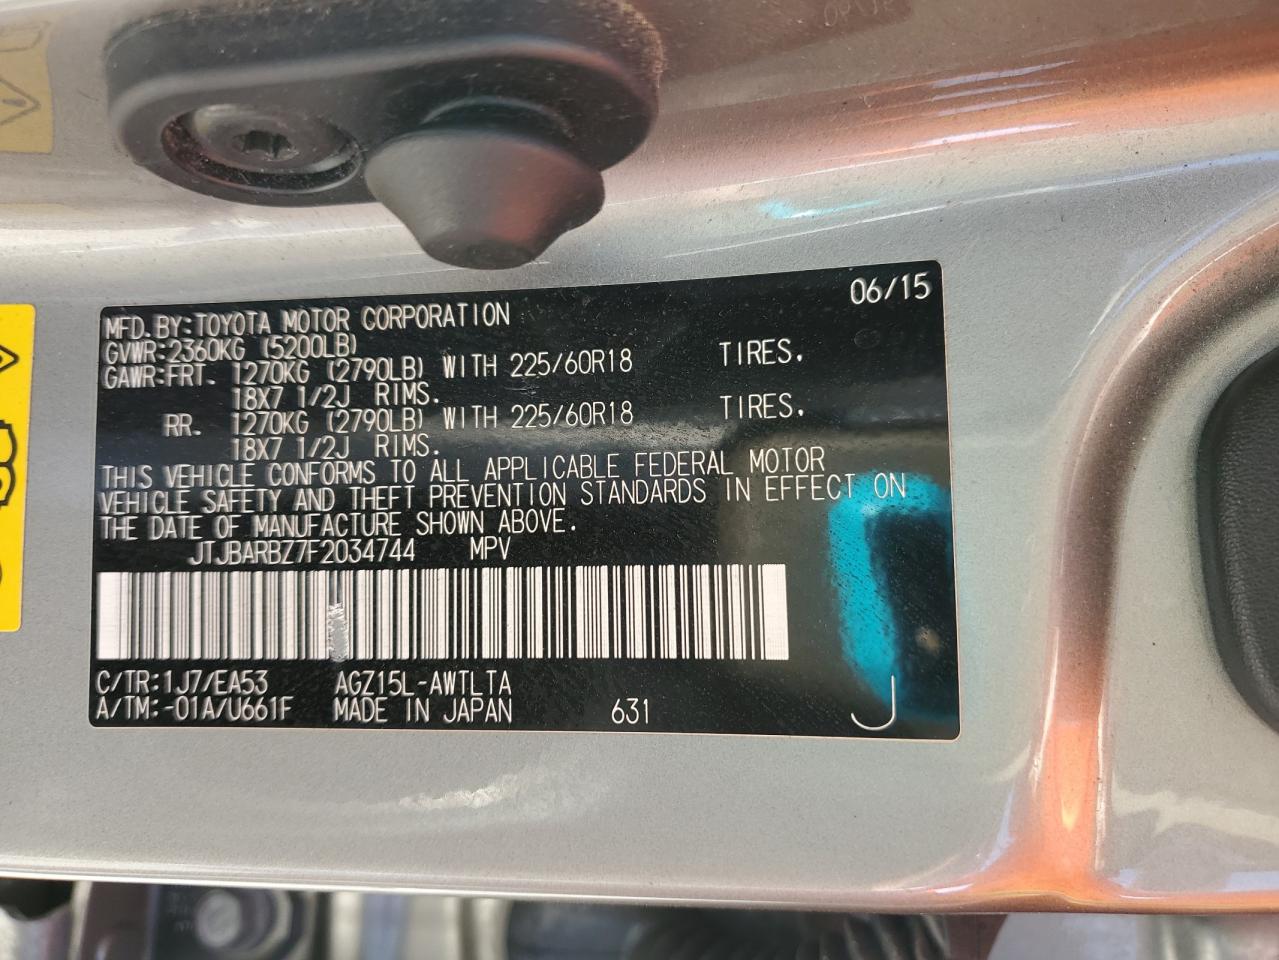 06/15
MFD.BY:TOYOTA MOTOR CORPORATION
GVWR:2360KG (5200LB)
GAWR:FRT. 1270KG (2790LB) WITH 225/60R18 TIRES.
18X7 1/2J RIMS.
RR. 1270KG (2790LB) WITH 225/60R18 TIRES.
18X7 1/2J RIMS.
THIS VEHICLE CONFORMS TO ALL APPLICABLE FEDERAL MOTOR
VEHICLE SAFETY AND THEFT PREVENTION STANDARDS IN EFFECT ON
THE DATE OF MANUFACTURE SHOWN ABOVE.
JTJBARBZ7F2034744 MPV
C/TR:1J7/EA53 AGZ15L-AWTLTA
A/TM:-01A/U661F MADE IN JAPAN 631
J